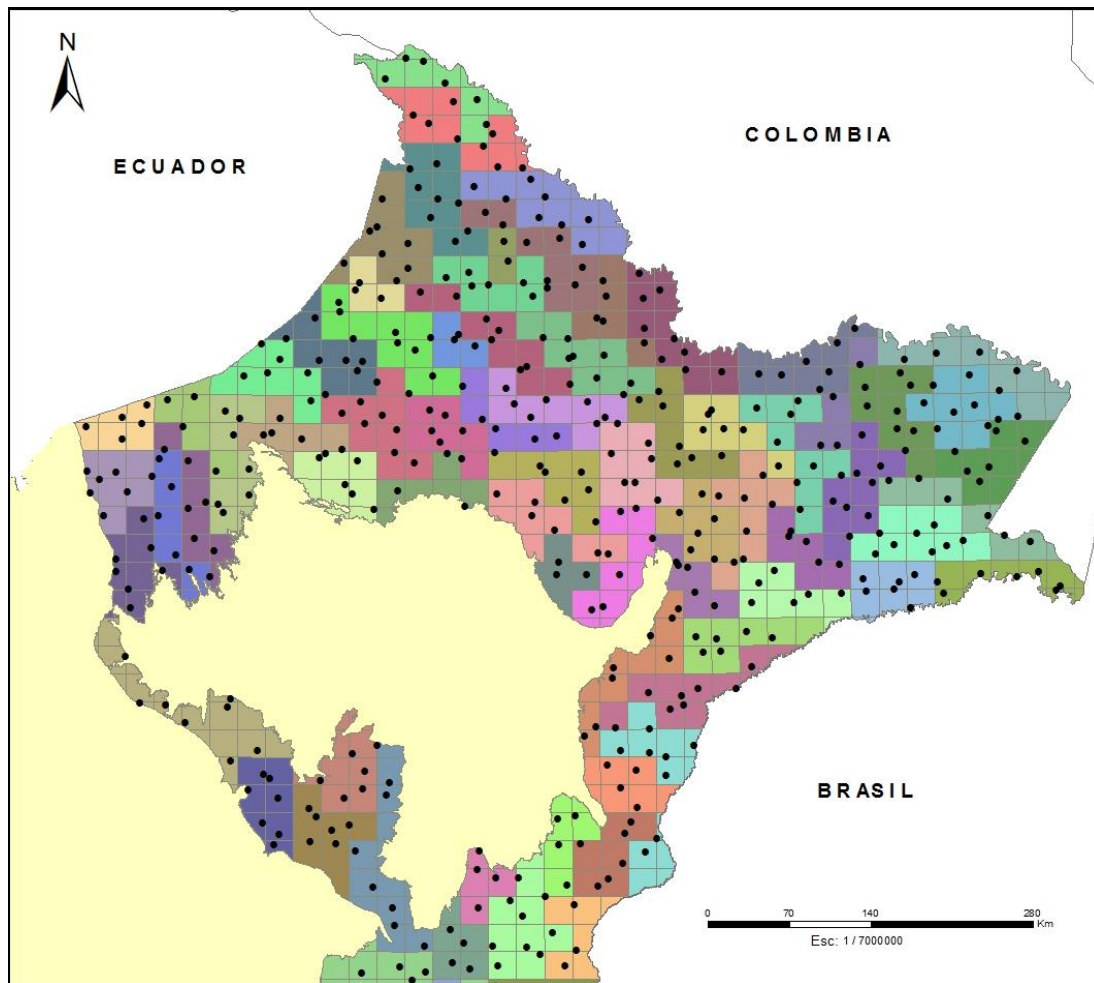 N
COLOMBIA
ECUADOR
BRASIL
0 70 140 280
Km
Esc: 1 / 7000000